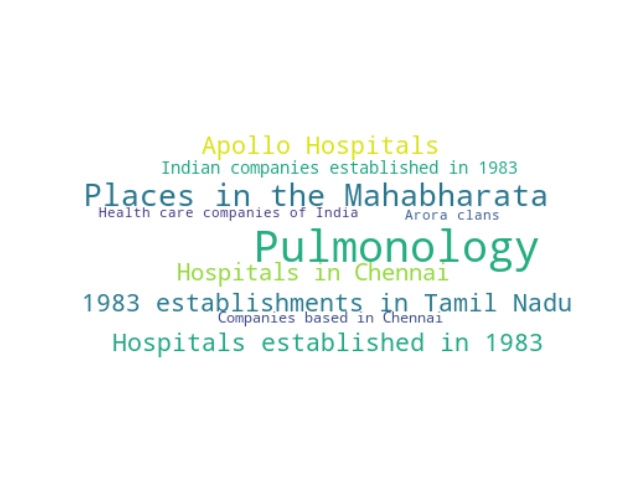 Apollo Hospitals
Indian companies established in 1983
Places in the Mahabharata
Health care companies of India
Arora clans
Pulmonology
Hospitals in Chennai
1983 establishments in Tamil Nadu
Companies based in Chennai
Hospitals established in 1983